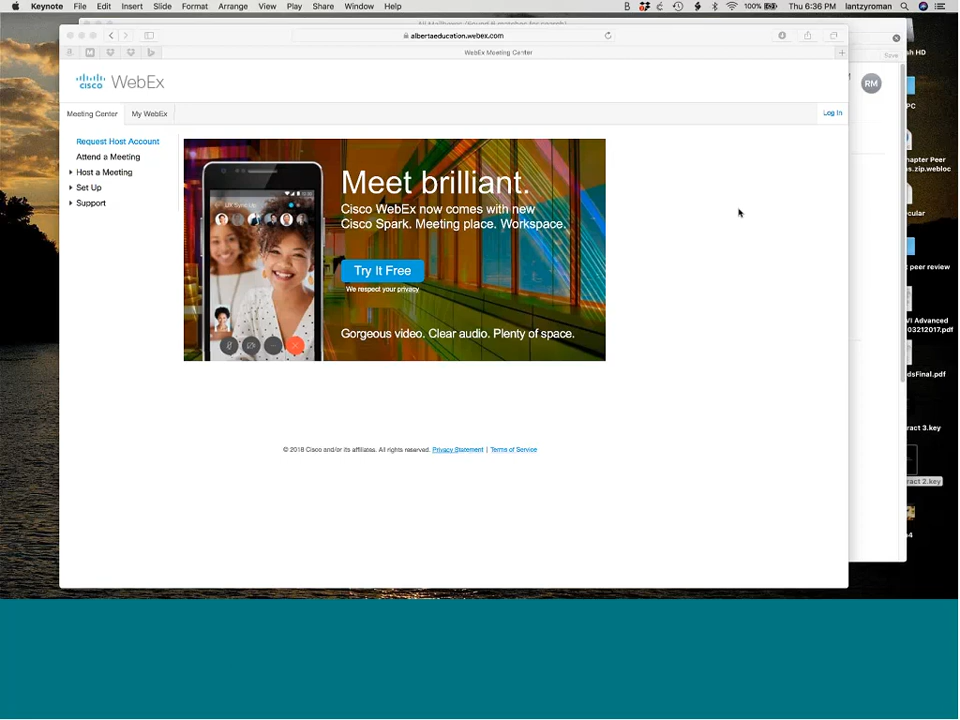 Keynote File Edit Insert Slide Format Arrange View Play Share Window Help 100% Thu 6:36 PM lantzyroman
albertaeducation.webex.com
WebEx Meeting Center
Save
CISCO WebEx
RM
Meeting Center My WebEx
Log In
Request Host Account
Attend a Meeting
Host a Meeting
Set Up
Support
Meet brilliant.
Cisco WebEx now comes with new
Cisco Spark. Meeting place. Workspace.
Try It Free
We respect your privacy
Gorgeous video. Clear audio. Plenty of space.
© 2018 Cisco and/or its affiliates. All rights reserved. Privacy Statement | Terms of Service
HD
PC
hapter Peer
s.zip.webloc
cular
peer review
VI Advanced
03212017.pdf
dsFinal.pdf
ract 3.key
ract 2.key